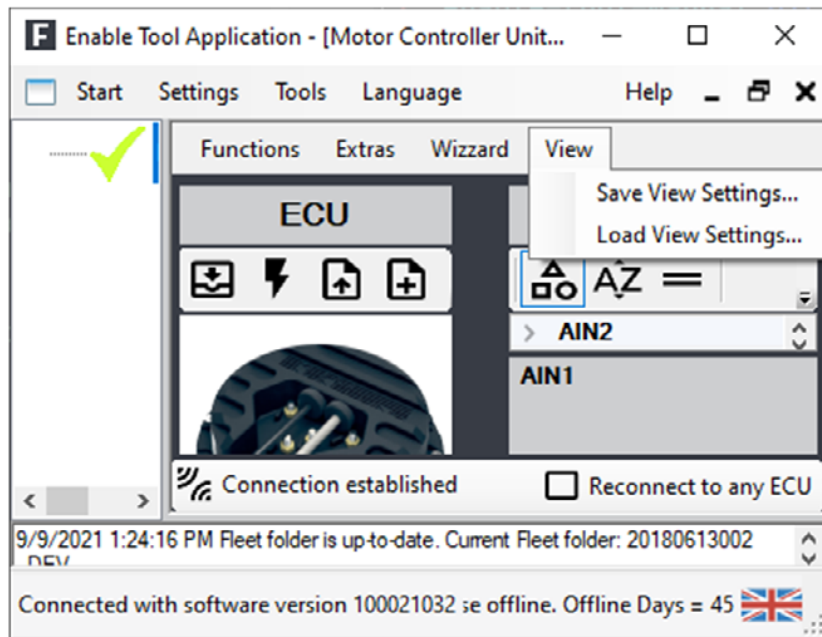 F Enable Tool Application - [Motor Controller Unit...
Start Settings Tools Language Help
Functions Extras Wizzard View
Save View Settings...
Load View Settings...
ECU
AZ
AIN2
AIN1
Connection established Reconnect to any ECU
9/9/2021 1:24:16 PM Fleet folder is up-to-date. Current Fleet folder: 20180613002
_DEV
Connected with software version 100021032 se offline. Offline Days = 45